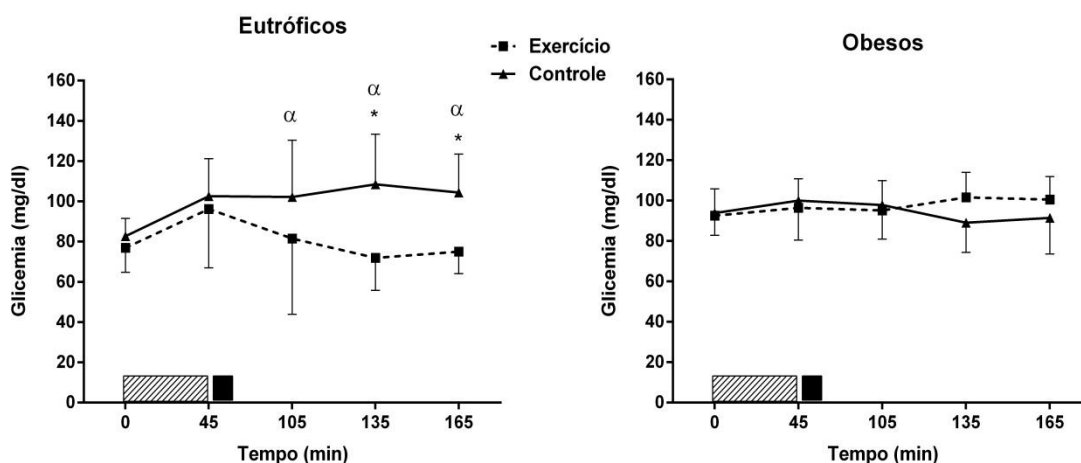 Eutróficos
Exercício
Controle
Obesos
Glicemia (mg/dl)
160
140
120
100
80
60
40
20
0
α
α
*
α
*
0 45 105 135 165
Tempo (min)
Glicemia (mg/dl)
160
140
120
100
80
60
40
20
0
0 45 105 135 165
Tempo (min)